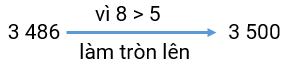 vì 8 > 5
3 486 3 500
làm tròn lên